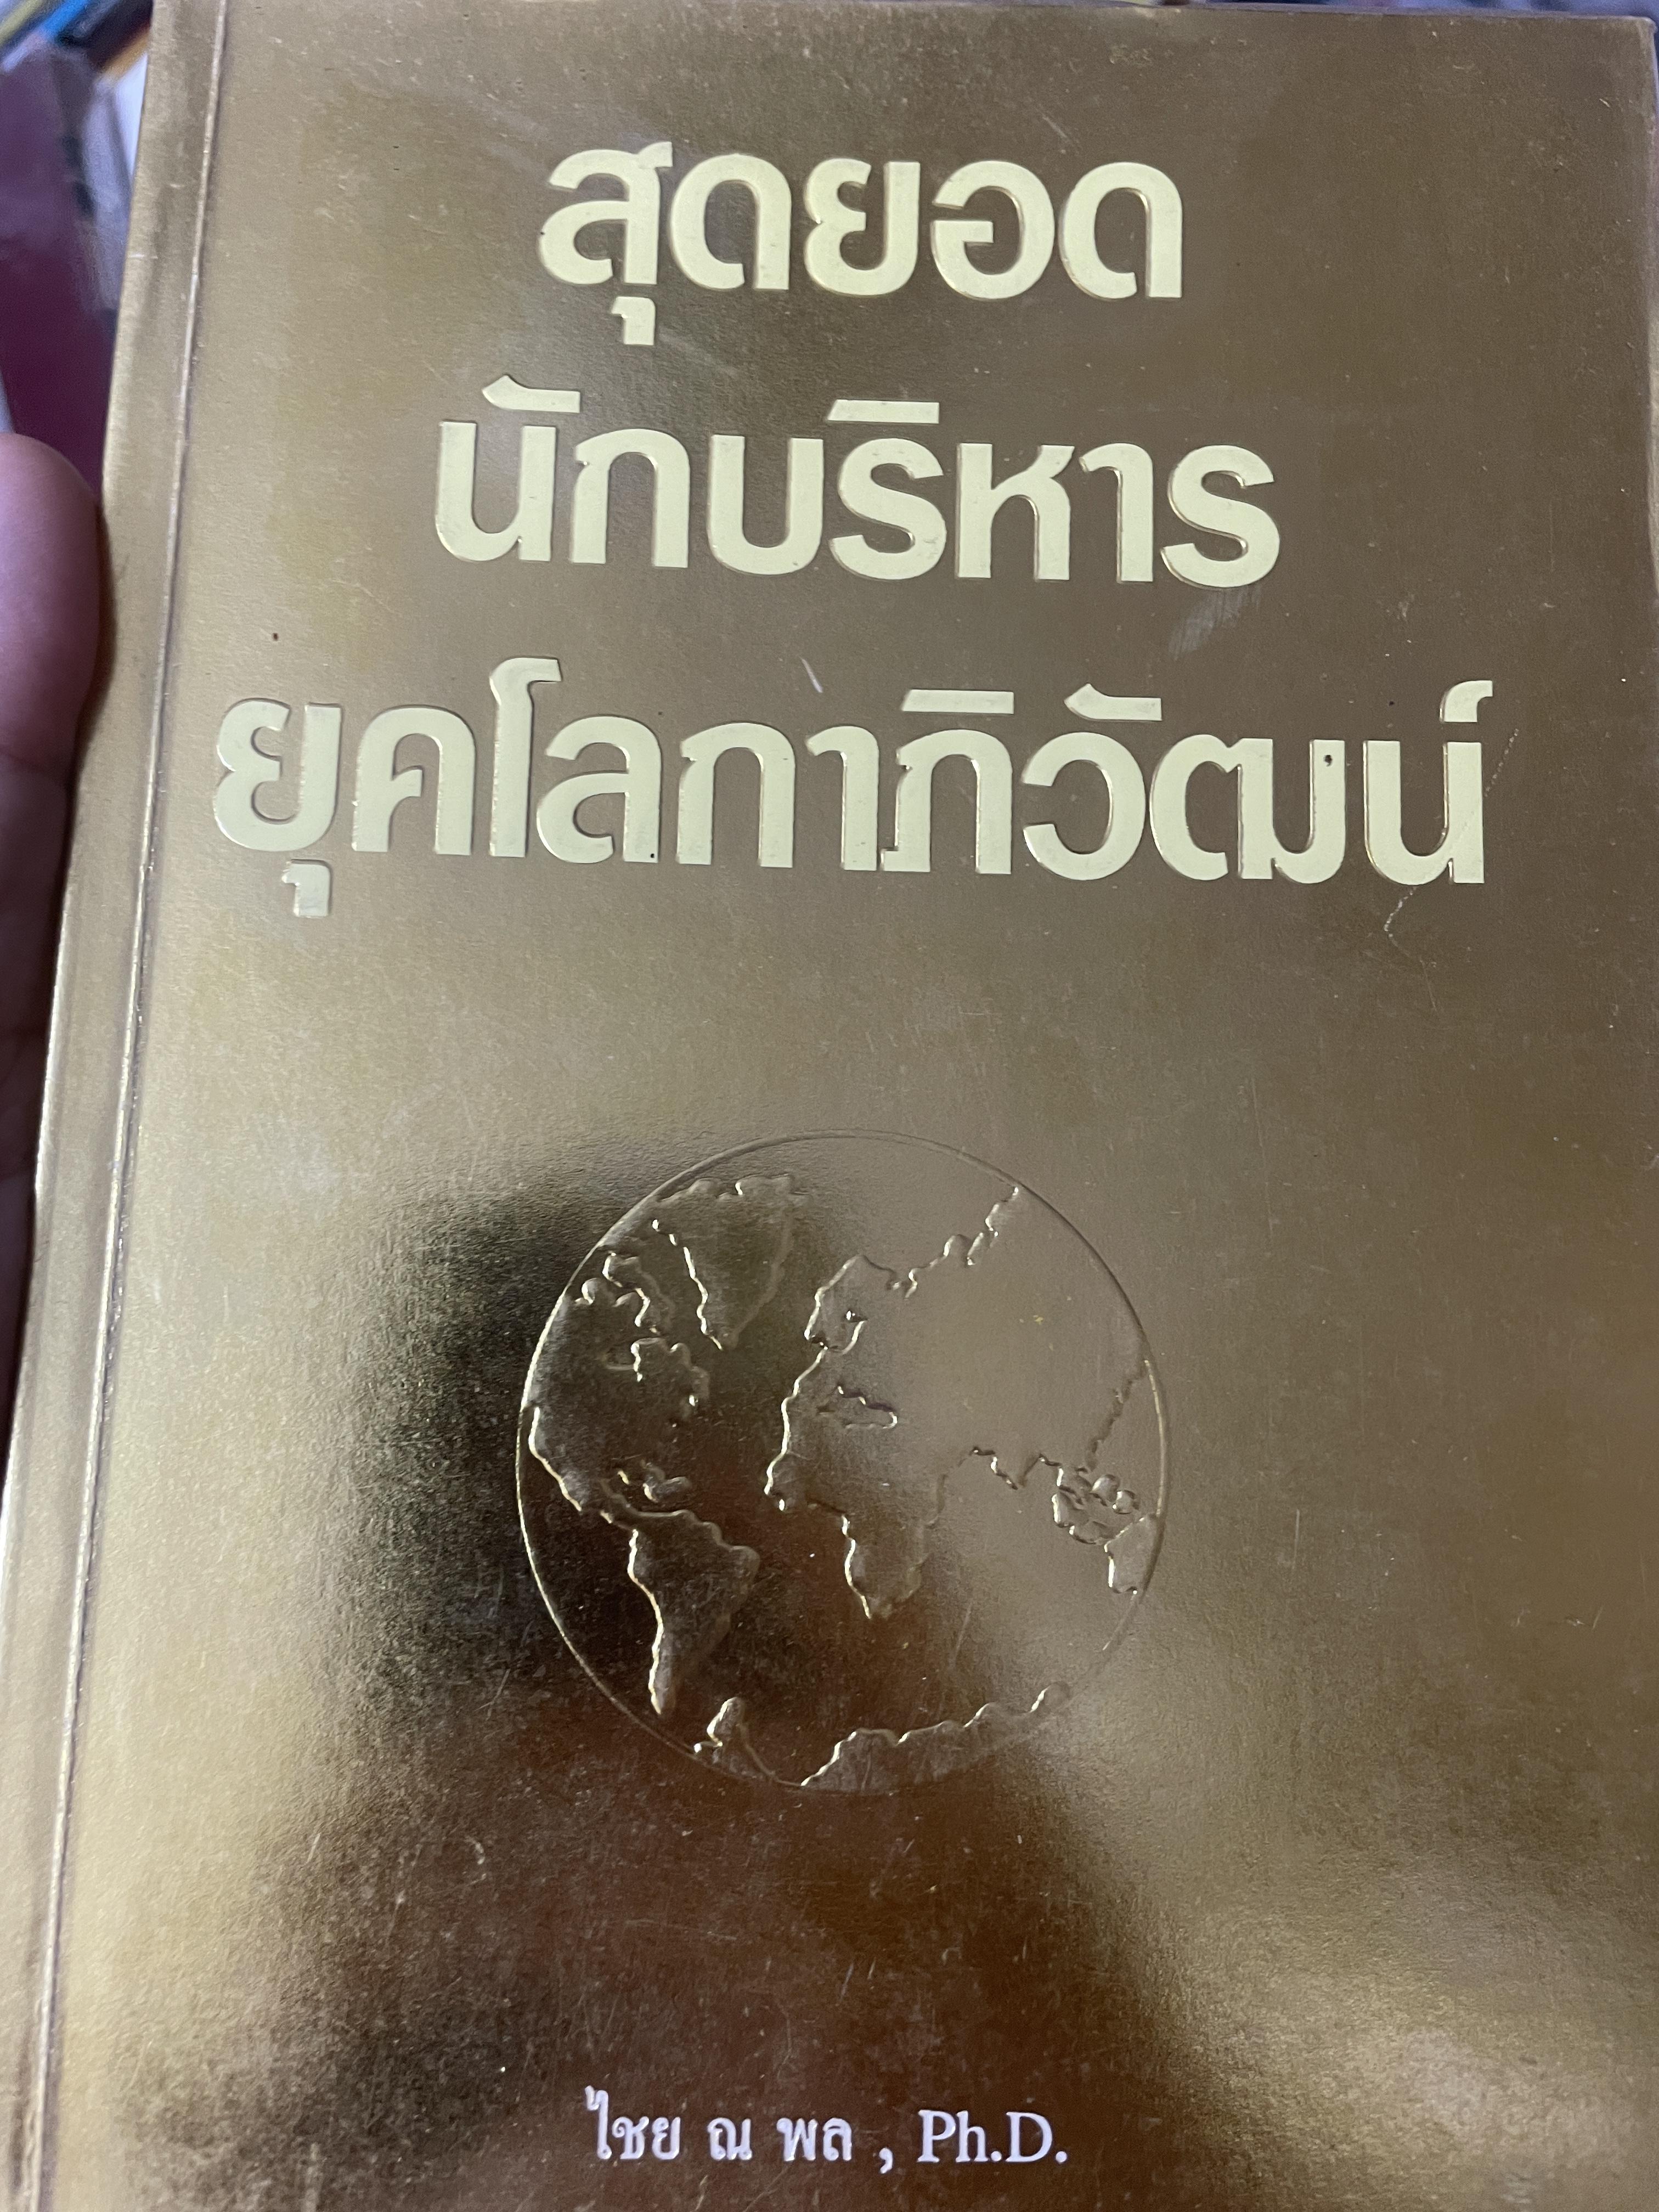 สุดยอด
นักบริหาร
ยุคโลกาภิวัฒน์
ไชย ณ พล , Ph.D.